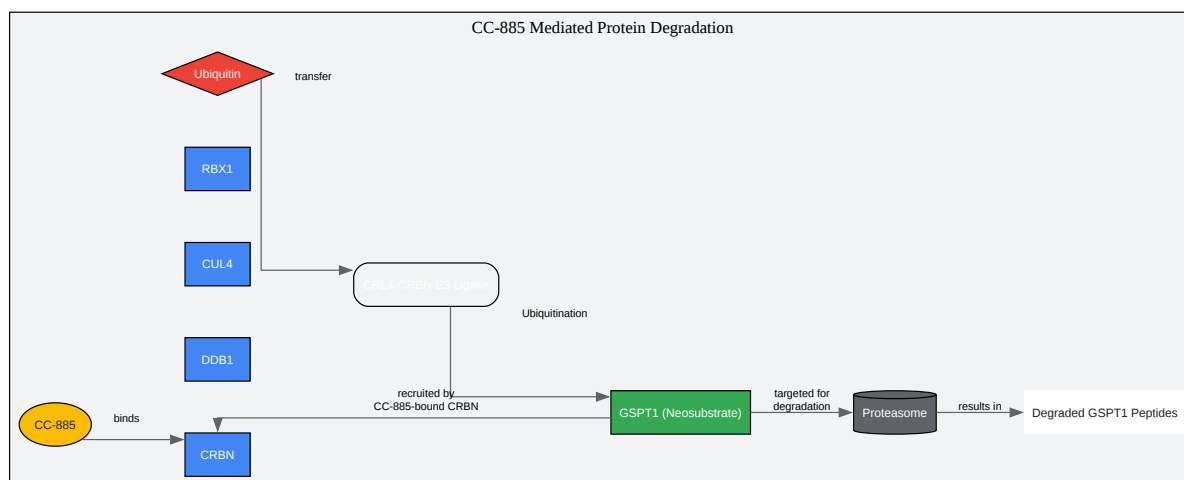 CC-885 Mediated Protein Degradation
Ubiquitin
transfer
RBX1
CUL4
CRL4-CRBN E3 Ligase
Ubiquitination
DDB1
recruited by
CC-885-bound CRBN
GSPT1 (Neosubstrate)
targeted for
degradation
Proteasome
results in
Degraded GSPT1 Peptides
CC-885
binds
CRBN